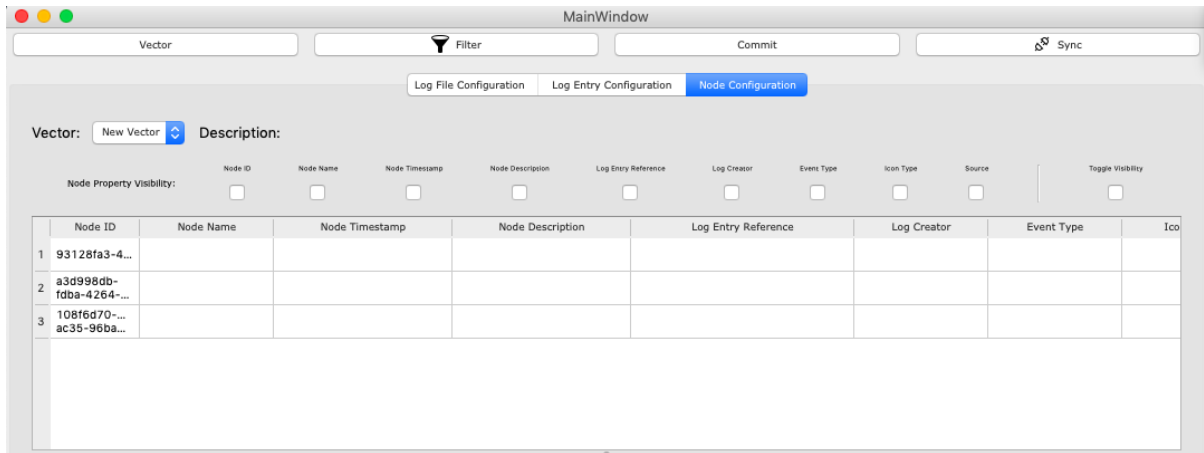 MainWindow
Vector Filter Commit Sync
Log File Configuration Log Entry Configuration Node Configuration
Vector: New Vector Description:
Node Property Visibility: Node ID Node Name Node Timestamp Node Description Log Entry Reference Log Creator Event Type Icon Type Source Toggle Visibility
Node ID Node Name Node Timestamp Node Description Log Entry Reference Log Creator Event Type Ico
1 93128fa3-4...
2 a3d998db-
fdba-4264-...
3 108f6d70-...
ac35-96ba...